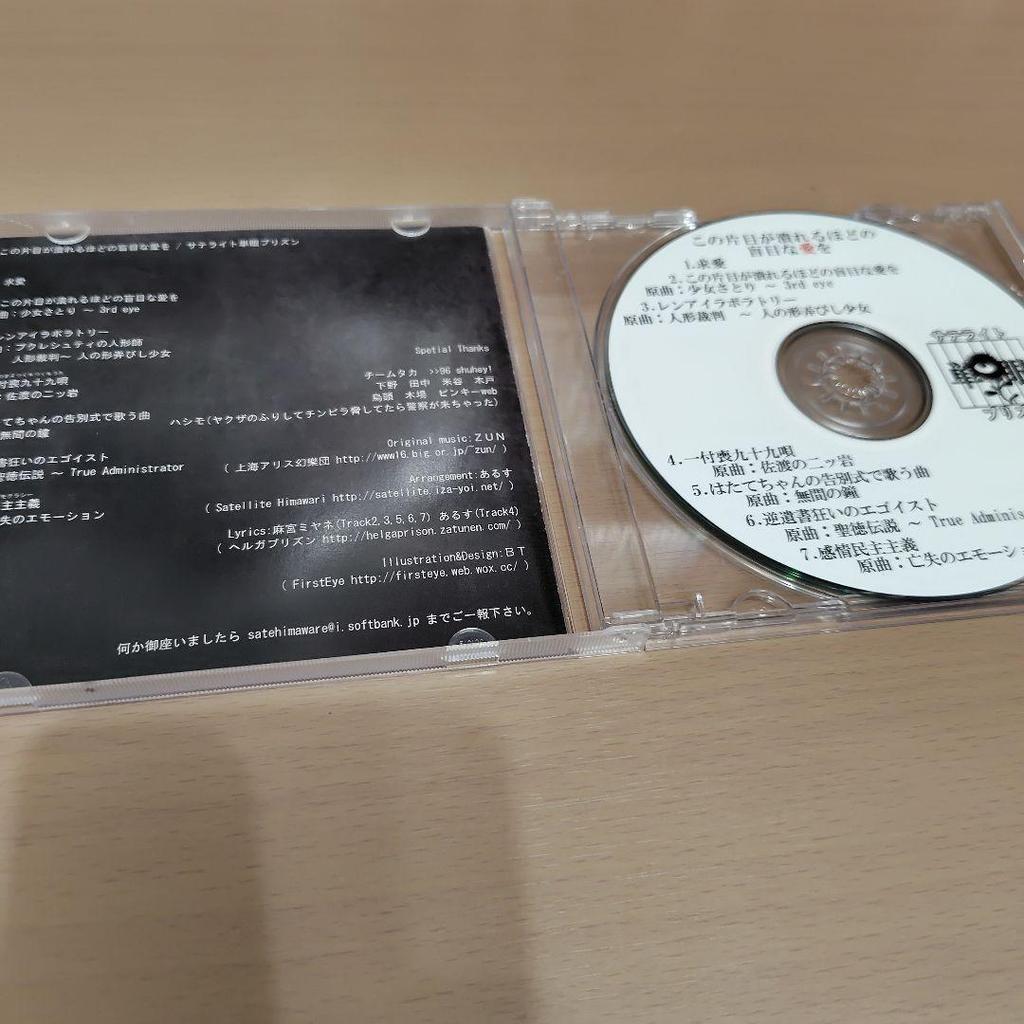 この片目が潰れるほどの盲目な愛を / サテライト単眼プリズン
求愛
この片目が潰れるほどの盲目な愛を
曲：少女さとり ～ 3rd eye
レンアイラボラトリー
：ブクレシュティの人形師
人形裁判～ 人の形弄びし少女
村喪九十九唄
：佐渡の二ッ岩
たてちゃんの告別式で歌う曲
無間の鐘
書狂いのエゴイスト
聖徳伝説 ～ True Administrator
主主義
失のエモーション
Spetial Thanks
チームタカ >>96 shuhey!
下野 田中 米谷 木戸
鳥頭 木場 ピンキーweb
ハシモ(ヤクザのふりしてチンピラ脅してたら警察が来ちゃった)
Original music:ＺＵＮ
( 上海アリス幻樂団 http://www16.big.or.jp/~zun/ )
Arrangement:あるす
( Satellite Himawari http://satellite.iza-yoi.net/ )
Lyrics:麻宮ミヤネ(Track2,3,5,6,7) あるす(Track4)
( ヘルガプリズン http://helgaprison.zatunen.com/ )
Illustration&Design:ＢＴ
( FirstEye http://firsteye.web.wox.cc/ )
何か御座いましたら satehimaware@i.softbank.jp までご一報下さい。
この片目が潰れるほどの
盲目な愛を
1.求愛
2.この片目が潰れるほどの盲目な愛を
原曲：少女さとり ～ 3rd eye
3.レンアイラボラトリー
原曲：人形裁判 ～ 人の形弄びし少女
サテライト
単眼
プリズ
4.一村喪九十九唄
原曲：佐渡の二ッ岩
5.はたてちゃんの告別式で歌う曲
原曲：無間の鐘
6.逆遺書狂いのエゴイスト
原曲：聖徳伝説 ～ True Adminis
7.感情民主主義
原曲：亡失のエモーショ